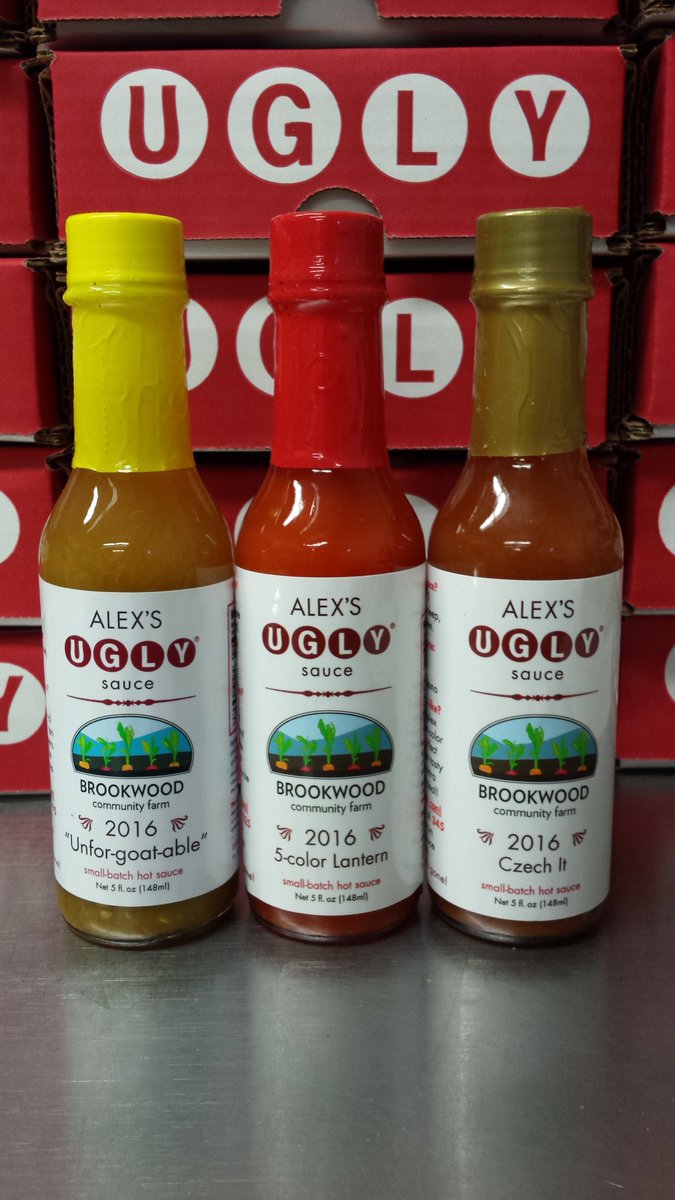 UGLY
UGL
Y
ALEX'S
UGLY®
sauce
BROOKWOOD
community farm
2016
"Unfor-goat-able"
small-batch hot sauce
Net 5 fl. oz (148ml)
ALEX'S
UGLY®
sauce
BROOKWOOD
community farm
2016
5-color Lantern
small-batch hot sauce
Net 5 fl. oz (148ml)
ALEX'S
UGLY®
sauce
BROOKWOOD
community farm
2016
Czech It
small-batch hot sauce
Net 5 fl. oz (148ml)